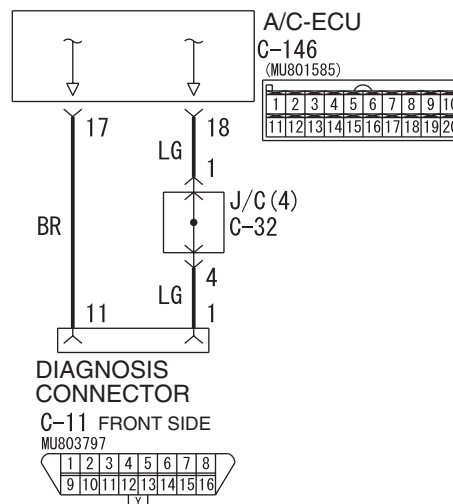 A/C-ECU
C-146
(MU801585)
1 2 3 4 5 6 7 8 9 10
11 12 13 14 15 16 17 18 19 20
17
18
LG
1
J/C(4)
C-32
BR
4
LG
11
1
DIAGNOSIS
CONNECTOR
C-11 FRONT SIDE
MU803797
1 2 3 4 5 6 7 8
9 10 11 12 13 14 15 16